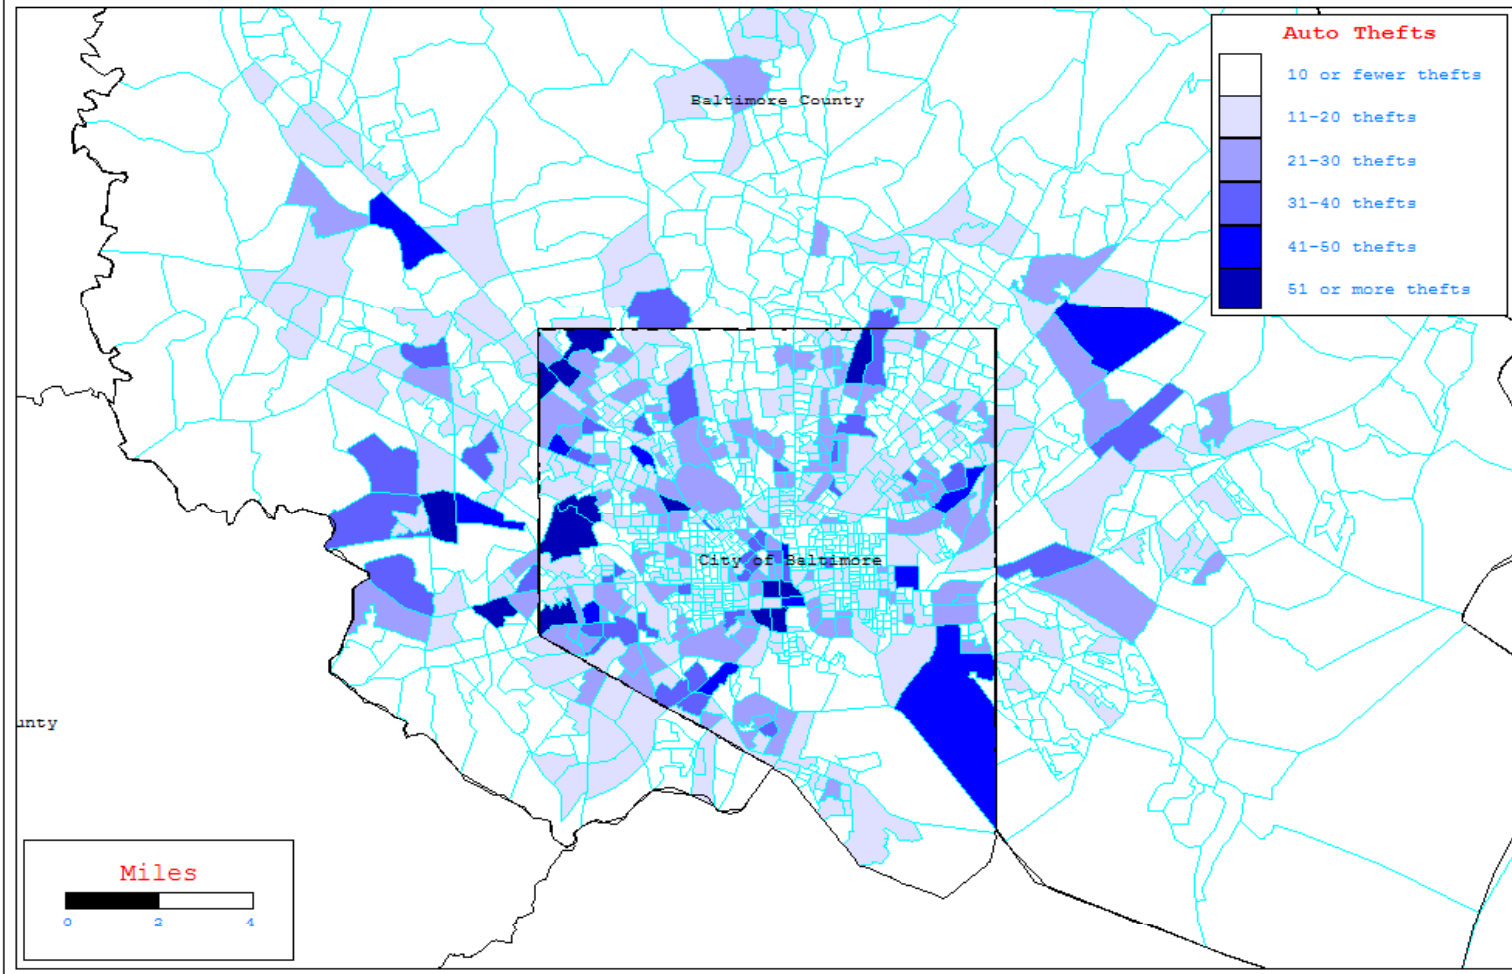 Auto Thefts
10 or fewer thefts
11-20 thefts
21-30 thefts
31-40 thefts
41-50 thefts
51 or more thefts
Baltimore County
City of Baltimore
unty
Miles
0 2 4